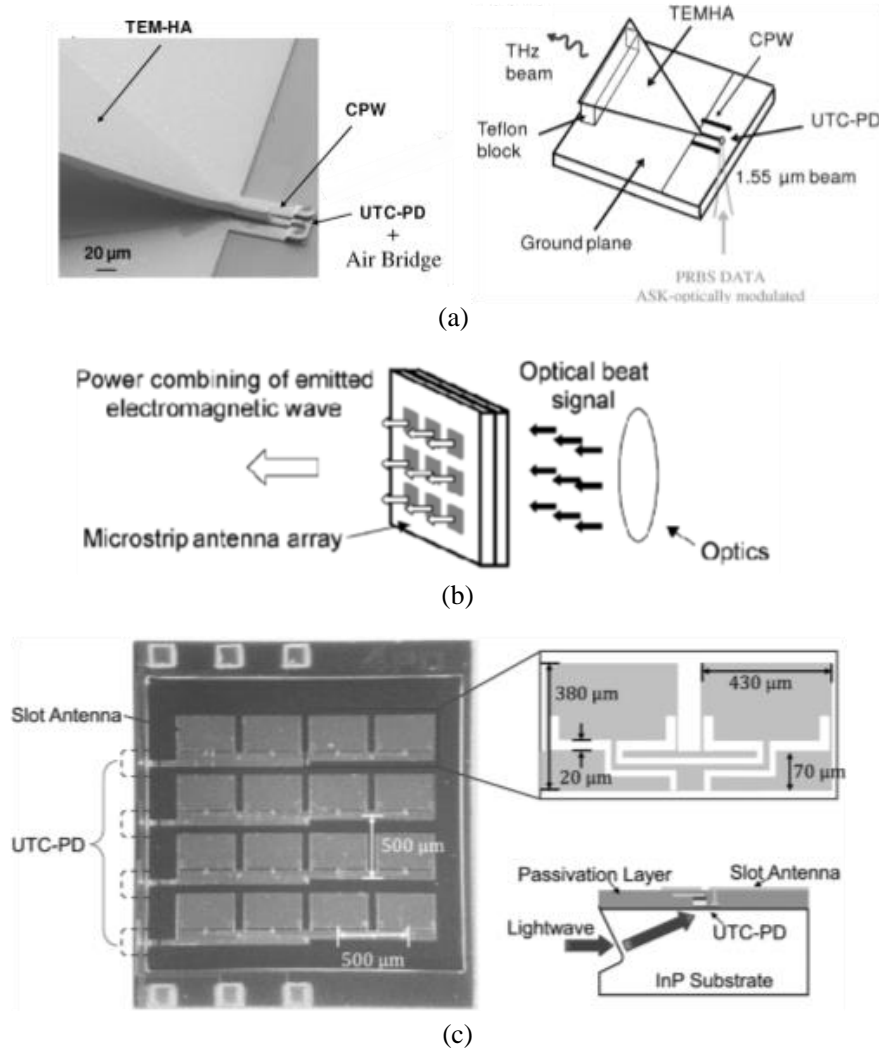 TEM-HA
CPW
UTC-PD
+
Air Bridge
20 µm
TEMHA
CPW
THz
beam
UTC-PD
Teflon
block
1.55 µm beam
Ground plane
PRBS DATA
ASK-optically modulated
(a)
Power combining of emitted
electromagnetic wave
Optical beat
signal
Microstrip antenna array
Optics
(b)
Slot Antenna
UTC-PD
500 µm
500 µm
380 µm
430 µm
20 µm
70 µm
Passivation Layer
Slot Antenna
Lightwave
UTC-PD
InP Substrate
(c)